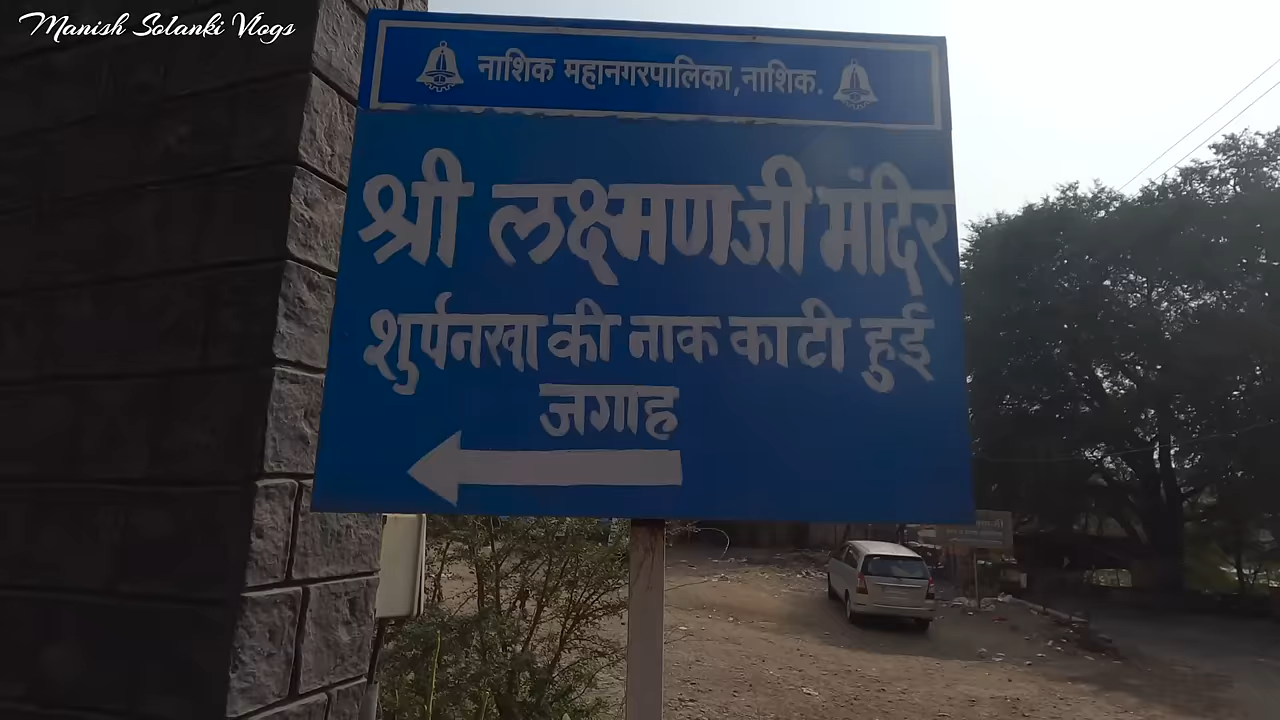 Manish Solanki Vlogs
नाशिक महानगरपालिका, नाशिक.
श्री लक्ष्मणजी मंदिर
शुर्पनखा की नाक काटी हुई
जगाह